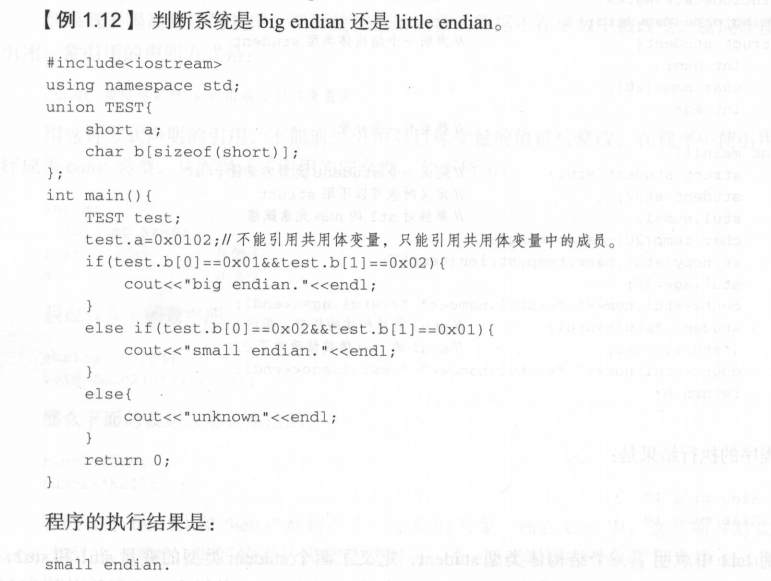 【例 1.12】 判断系统是 big endian 还是 little endian。
#include<iostream>
using namespace std;
union TEST{
    short a;
    char b[sizeof(short)];
};
int main(){
    TEST test;
    test.a=0x0102;//不能引用共用体变量，只能引用共用体变量中的成员。
    if(test.b[0]==0x01&&test.b[1]==0x02){
        cout<<"big endian."<<endl;
    }
    else if(test.b[0]==0x02&&test.b[1]==0x01){
        cout<<"small endian."<<endl;
    }
    else{
        cout<<"unknown"<<endl;
    }
    return 0;
}
程序的执行结果是：
small endian.